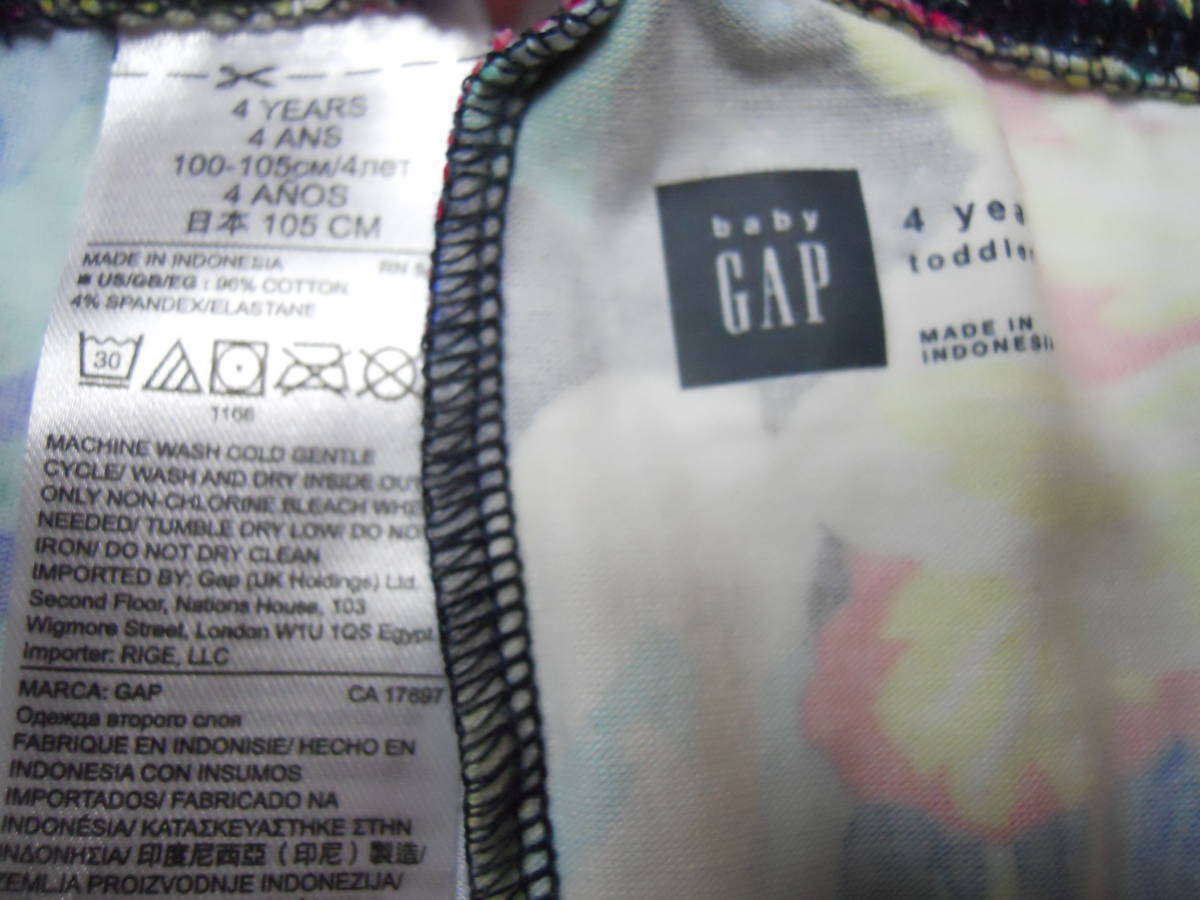 4 YEARS
4 ANS
100-105см/4лет
4 AÑOS
日本 105 CM
MADE IN INDONESIA RN
US/GB/EG : 96% COTTON
4% SPANDEX/ELASTANE
30
1166
MACHINE WASH COLD GENTLE
CYCLE/ WASH AND DRY INSIDE OUT
ONLY NON-CHLORINE BLEACH WHE
NEEDED/ TUMBLE DRY LOW/ DO NO
IRON/ DO NOT DRY CLEAN
IMPORTED BY: Gap (UK Holdings) Ltd.
Second Floor, Nations House, 103
Wigmore Street, London W1U 1QS Egypt
Importer: RIGE, LLC
MARCA: GAP CA 17697
Одежда второго слоя
FABRIQUE EN INDONISIE/ HECHO EN
INDONESIA CON INSUMOS
IMPORTADOS/ FABRICADO NA
INDONÉSIA/ ΚΑΤΑΣΚΕΥΑΣΤΗΚΕ ΣΤΗΝ
ΙΝΔΟΝΗΣΙΑ/ 印度尼西亞（印尼）製造/
ZEMLJA PROIZVODNJE INDONEZIJA/
baby
GAP
4 yea
toddle
MADE IN
INDONESI